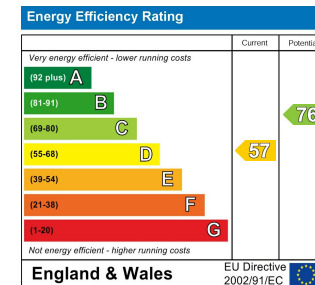 Energy Efficiency Rating
Current Potentia
Very energy efficient - lower running costs
(92 plus) A
(81-91) B
(69-80) C
76
(55-68) D
57
(39-54) E
(21-38) F
(1-20) G
Not energy efficient - higher running costs
England & Wales
EU Directive
2002/91/EC